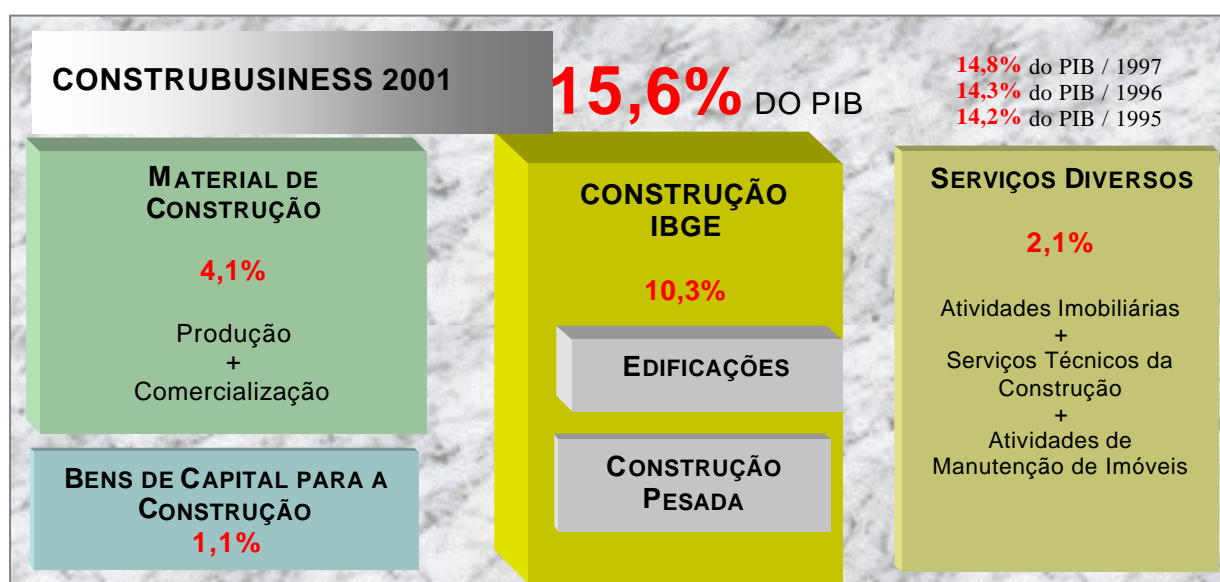 CONSTRUBUSINESS 2001
15,6% DO PIB
14,8% do PIB / 1997
14,3% do PIB / 1996
14,2% do PIB / 1995
MATERIAL DE
CONSTRUÇÃO
4,1%
Produção
+
Comercialização
BENS DE CAPITAL PARA A
CONSTRUÇÃO
1,1%
CONSTRUÇÃO
IBGE
10,3%
EDIFICAÇÕES
CONSTRUÇÃO
PESADA
SERVIÇOS DIVERSOS
2,1%
Atividades Imobiliárias
+
Serviços Técnicos da
Construção
+
Atividades de
Manutenção de Imóveis